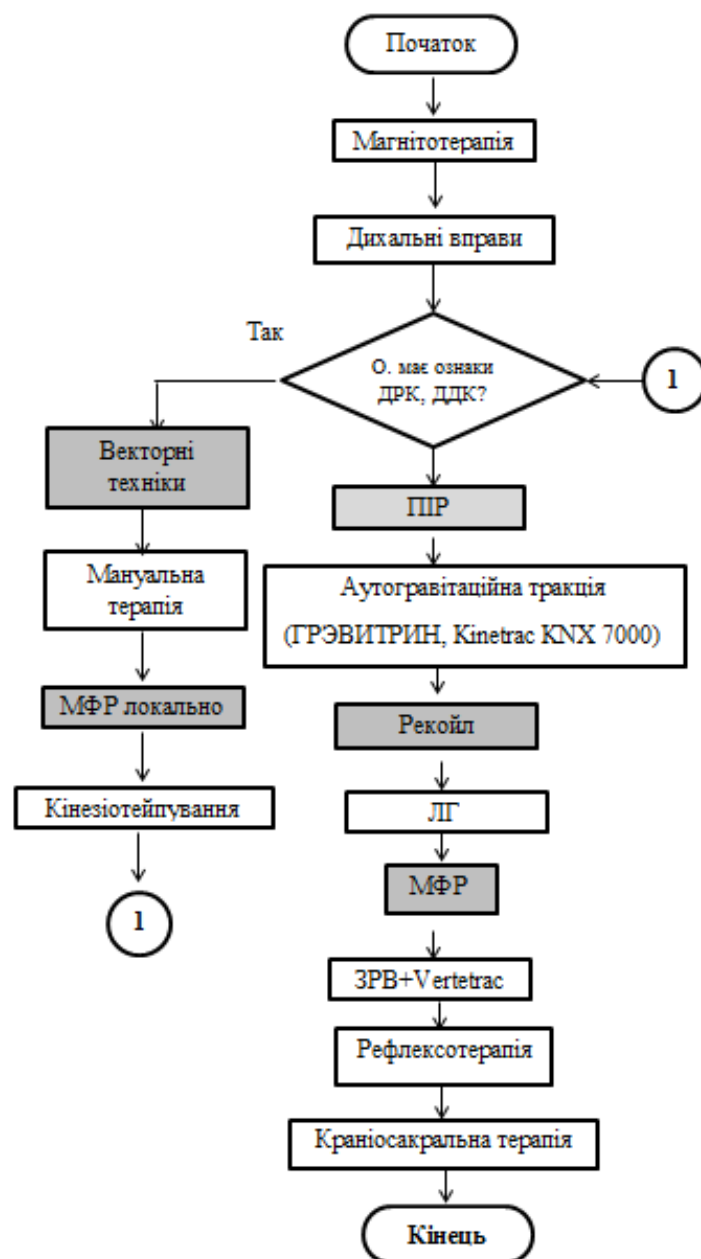 Початок
Магнітотерапія
Дихальні вправи
Так
О. має ознаки
ДРК, ДДК?
1
Векторні
техніки
Мануальна
терапія
МФР локально
Кінезіотейпування
1
ПІР
Аутогравітаційна тракція
(ГРЭВИТРИН, Kinetrac KNX 7000)
Рекойл
ЛГ
МФР
ЗРВ+Vertetrac
Рефлексотерапія
Краніосакральна терапія
Кінець